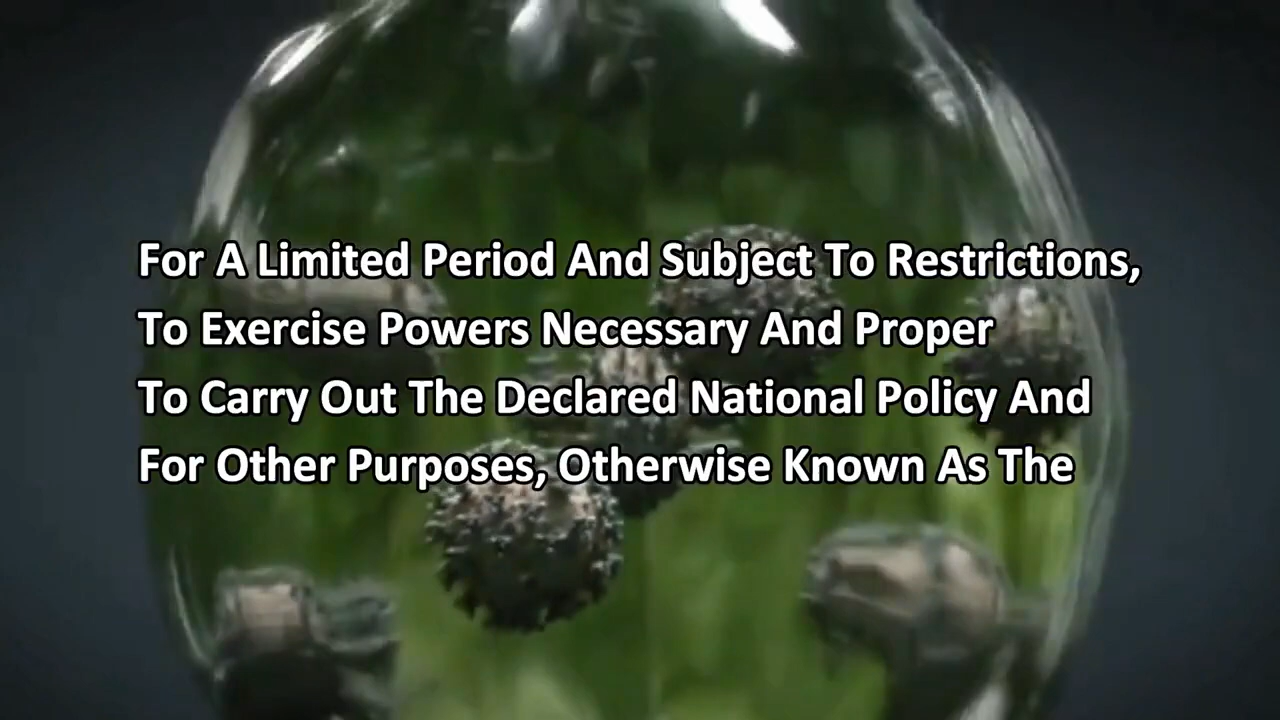 For A Limited Period And Subject To Restrictions,
To Exercise Powers Necessary And Proper
To Carry Out The Declared National Policy And
For Other Purposes, Otherwise Known As The